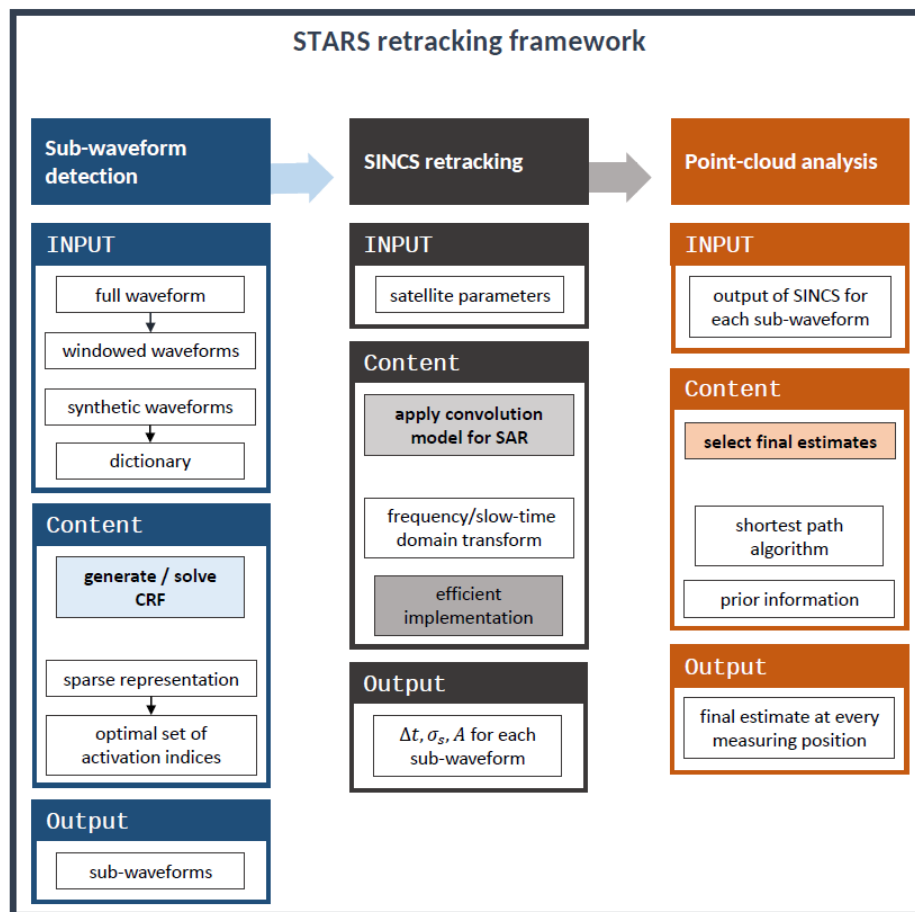 STARS retracking framework
Sub-waveform
detection
SINCS retracking
Point-cloud analysis
INPUT
full waveform
windowed waveforms
synthetic waveforms
dictionary
Content
generate / solve
CRF
sparse representation
optimal set of
activation indices
Output
sub-waveforms
INPUT
satellite parameters
Content
apply convolution
model for SAR
frequency/slow-time
domain transform
efficient
implementation
Output
Δt, σₛ, A for each
sub-waveform
INPUT
output of SINCS for
each sub-waveform
Content
select final estimates
shortest path
algorithm
prior information
Output
final estimate at every
measuring position